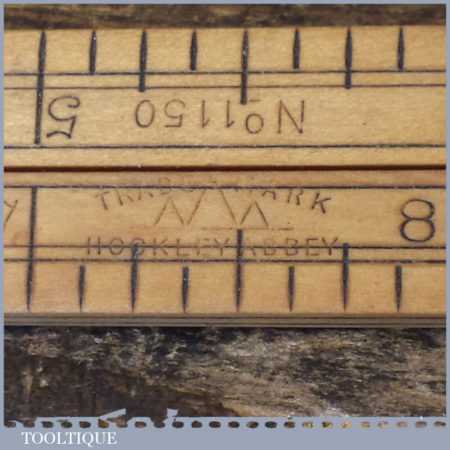 5
Nº1150
TRADE MARK
8
HOCKLEY ABBEY
TOOLTIQUE